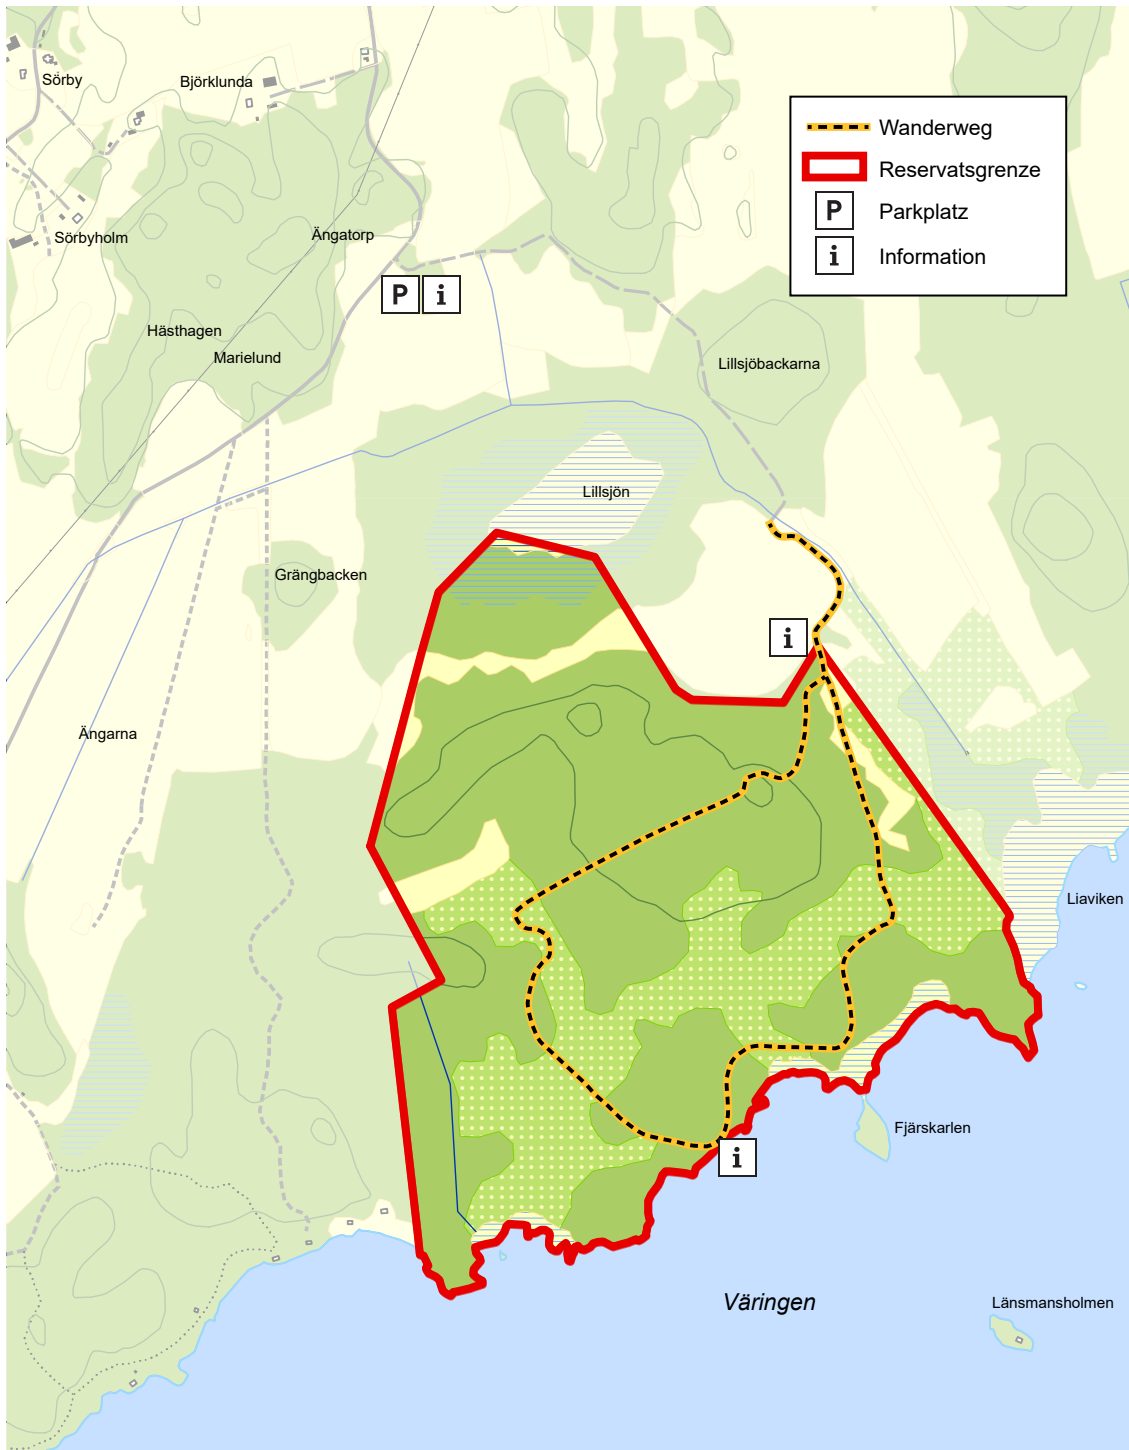 Sörby
Björklunda
Wanderweg
Reservatsgrenze
P Parkplatz
i Information
Sörbyholm
Ängatorp
P i
Hästhagen
Marielund
Lillsjöbackarna
Lillsjön
Grängbacken
i
Ängarna
Liaviken
Fjärskarlen
i
Väringen
Länsmansholmen